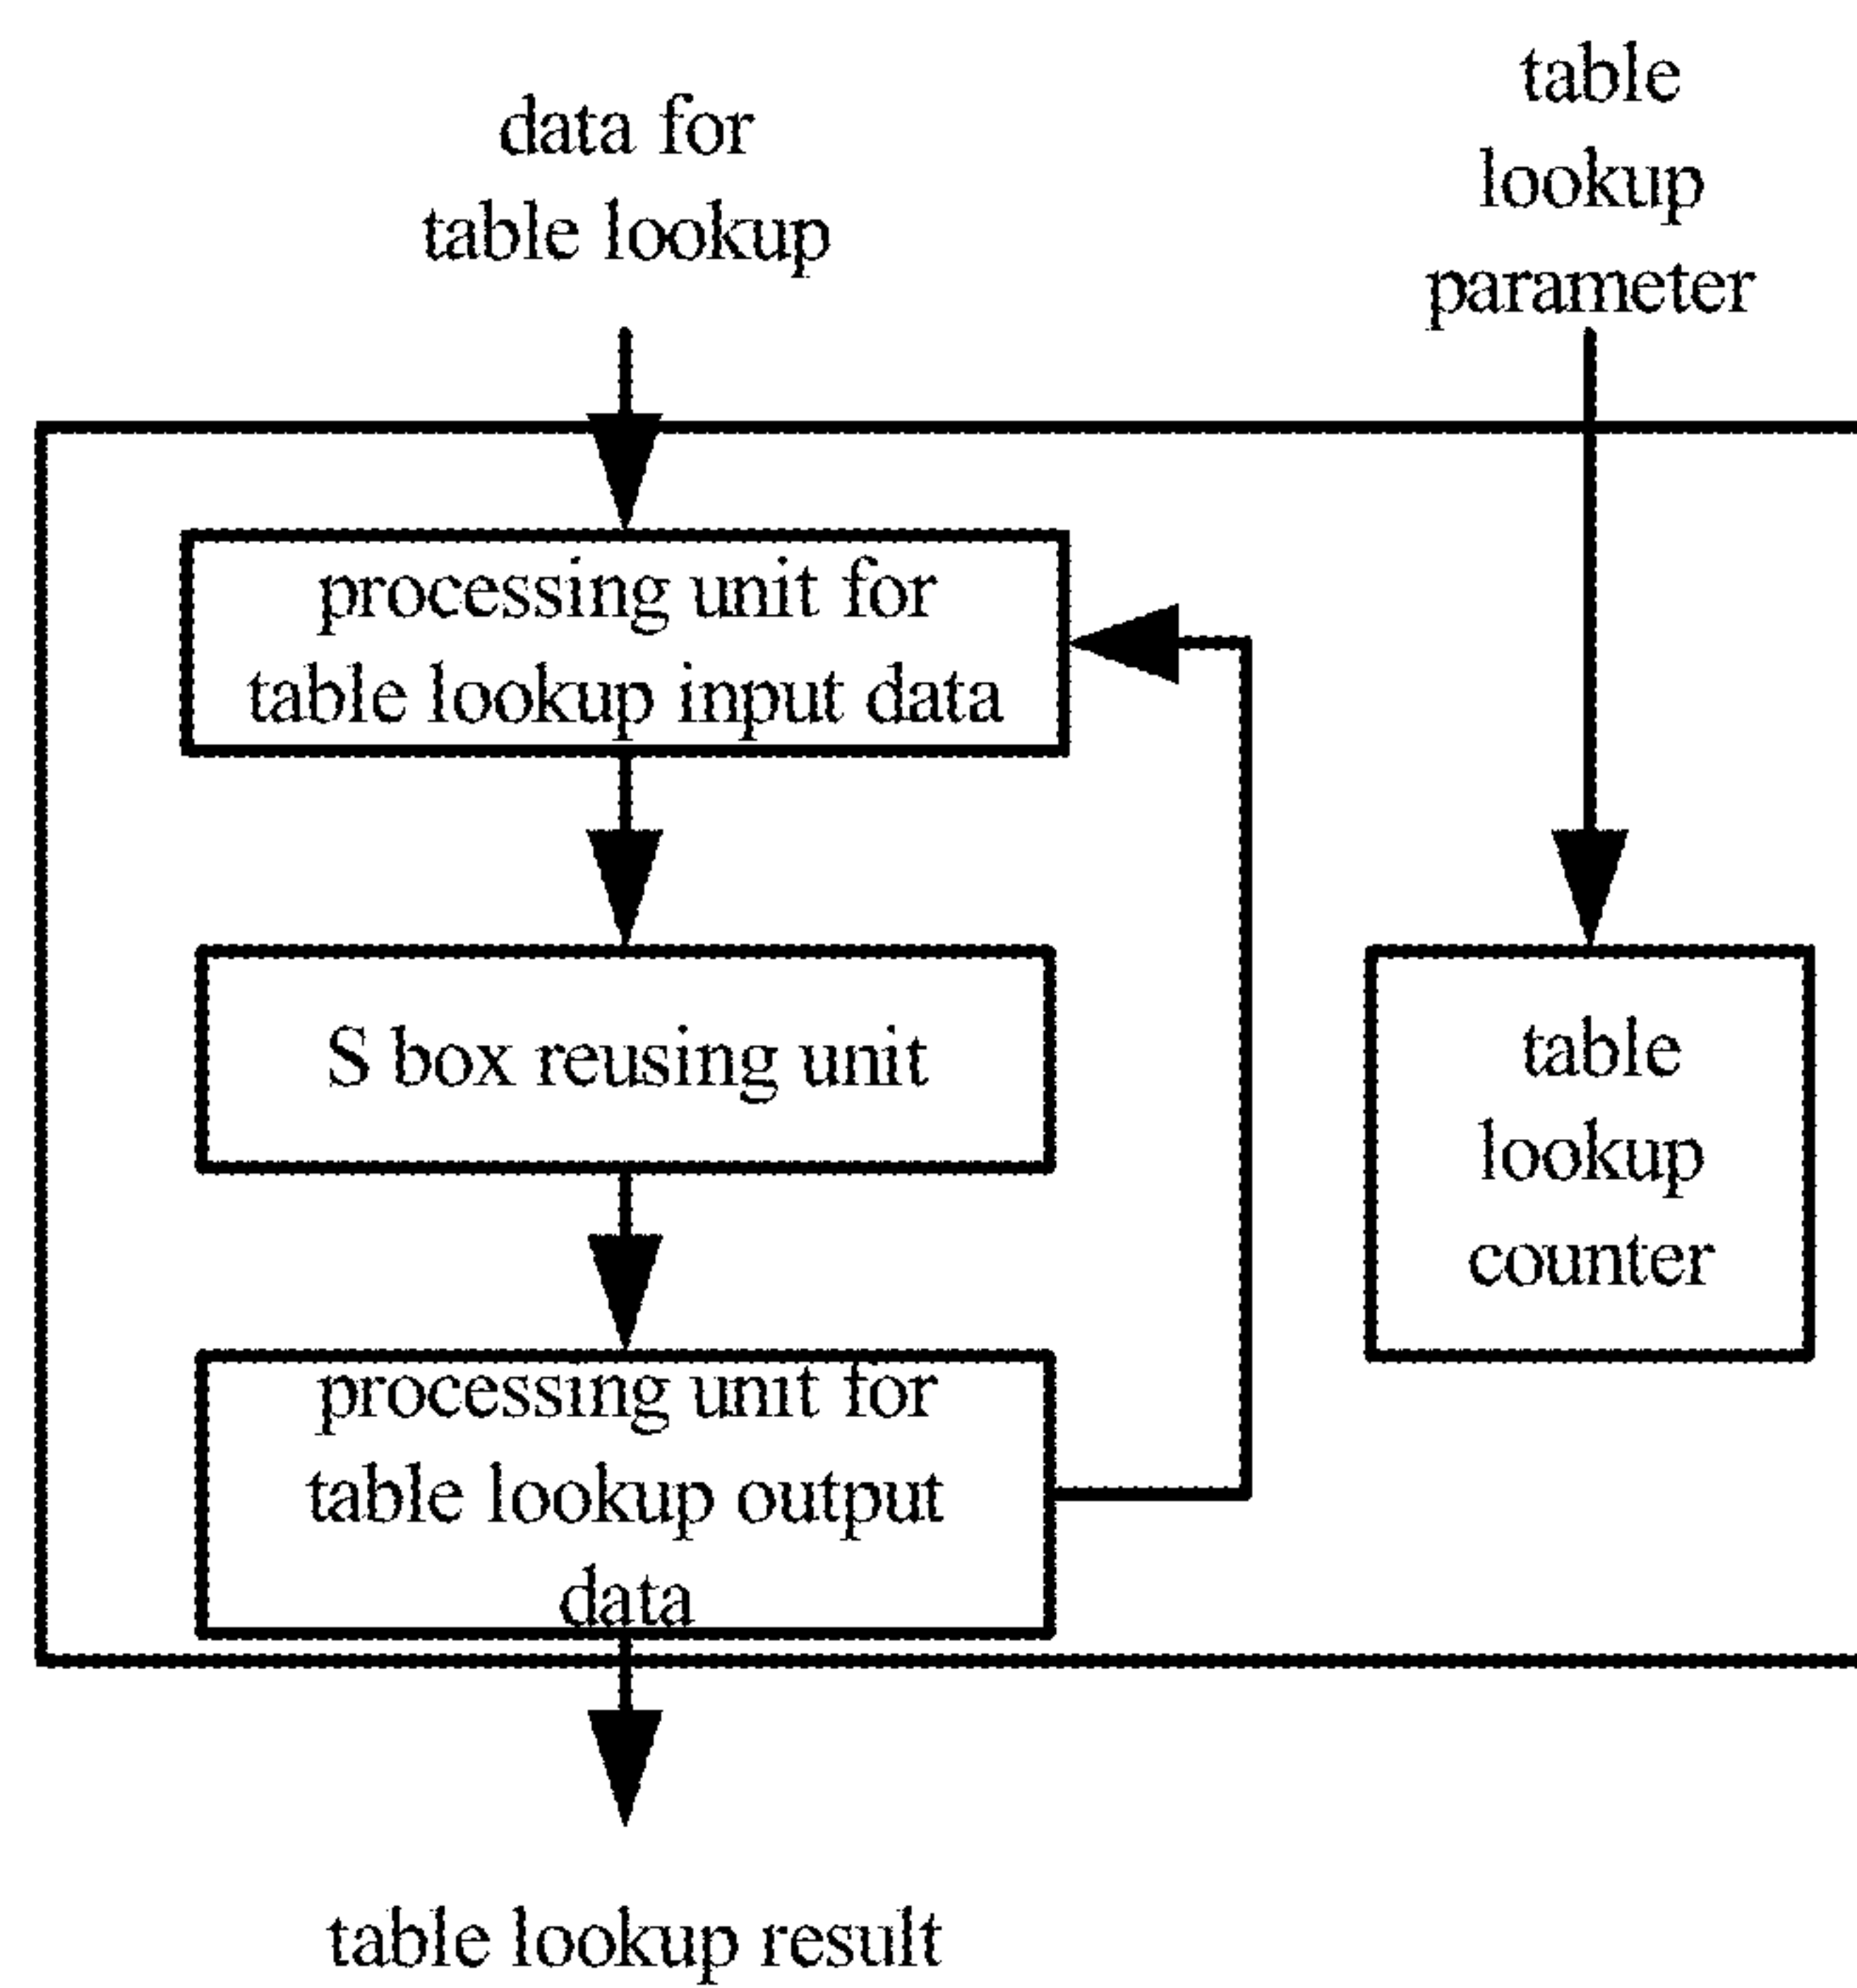 data for
table lookup
table
lookup
parameter
processing unit for
table lookup input data
S box reusing unit
table
lookup
counter
processing unit for
table lookup output
data
table lookup result